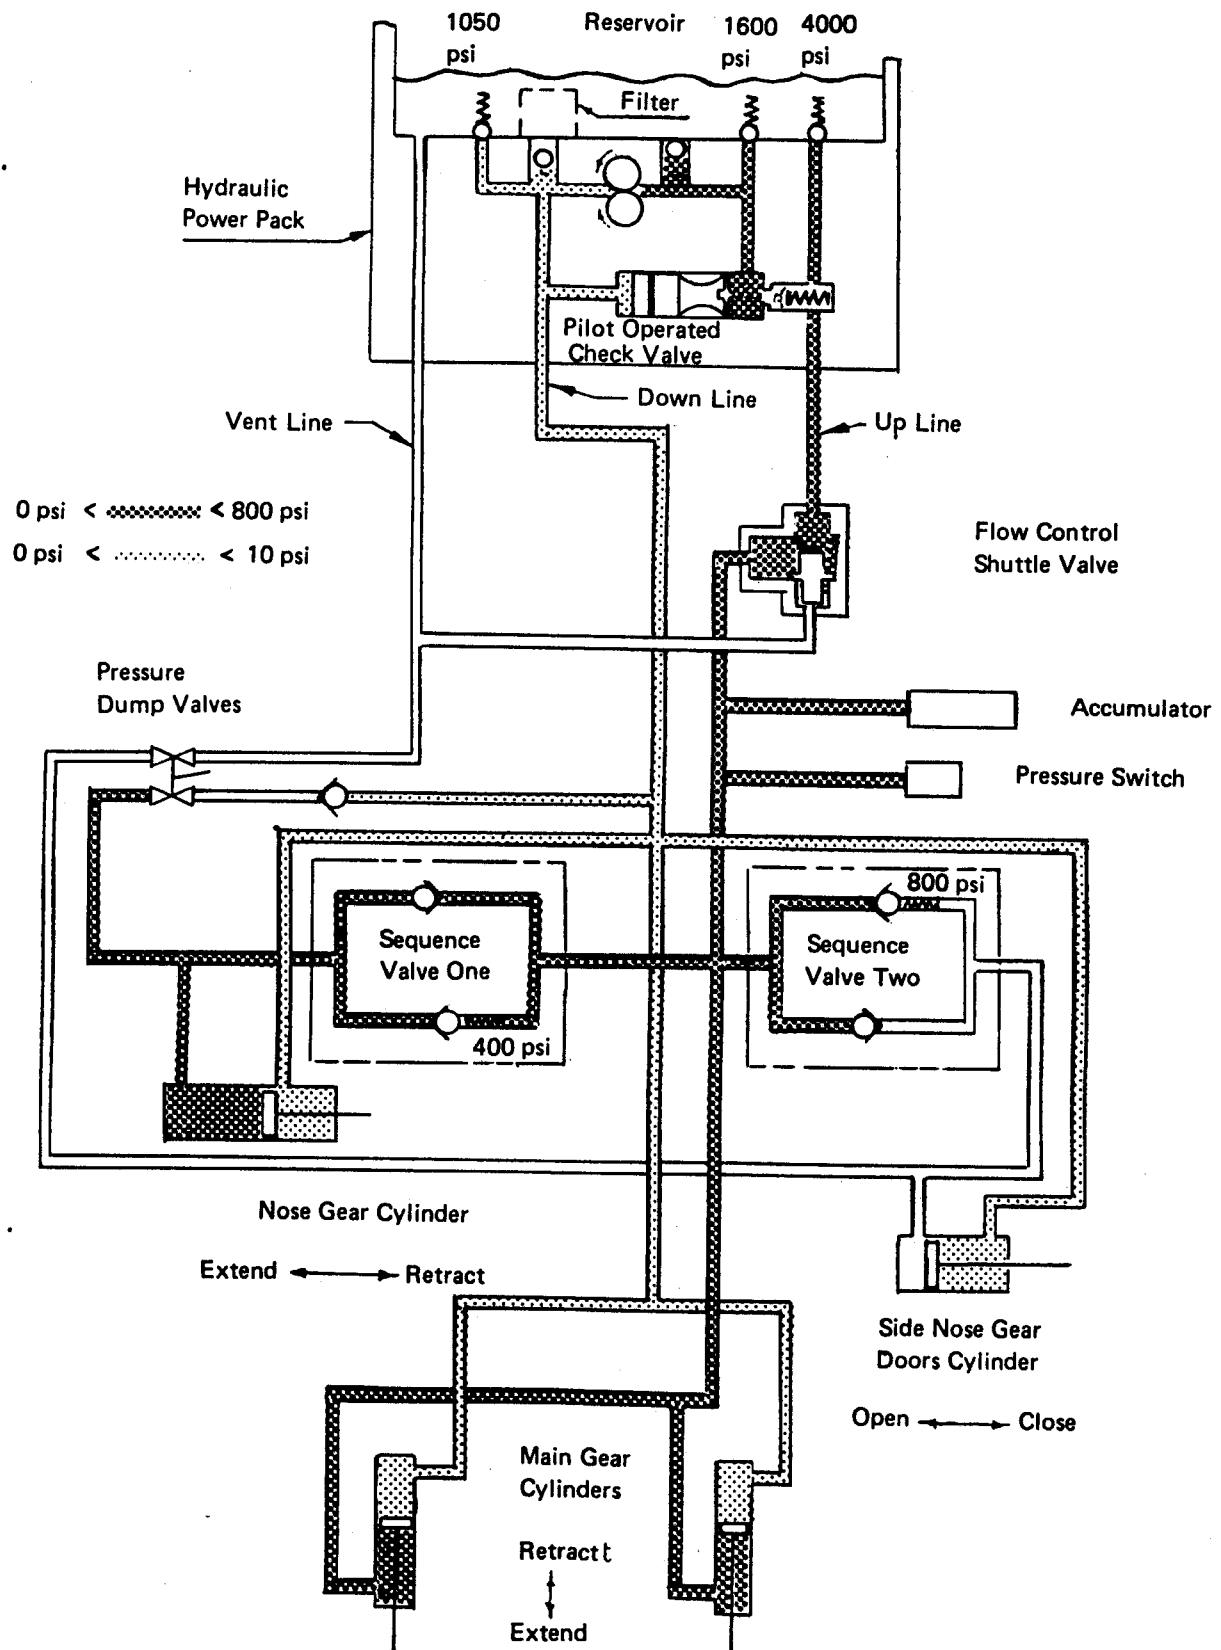 1050
psi
Reservoir
1600
psi
4000
psi
Filter
Hydraulic
Power Pack
Pilot Operated
Check Valve
Down Line
Vent Line
Up Line
0 psi < < 800 psi
0 psi < < 10 psi
Flow Control
Shuttle Valve
Pressure
Dump Valves
Accumulator
Pressure Switch
800 psi
Sequence
Valve One
Sequence
Valve Two
400 psi
Nose Gear Cylinder
Extend Retract
Side Nose Gear
Doors Cylinder
Open Close
Main Gear
Cylinders
Retract t
Extend